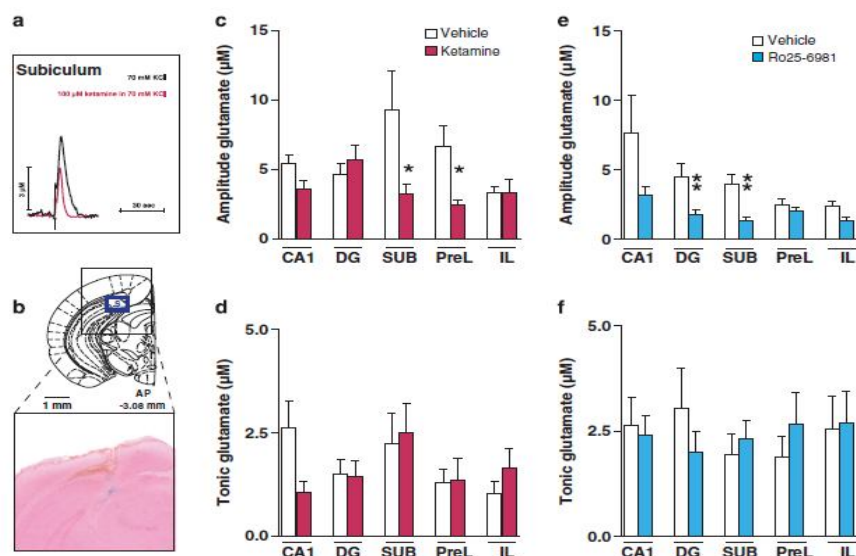 a
Subiculum
70 mM KCl
100 µM ketamine in 70 mM KCl
3 µM
30 sec
b
S
AP
-3.08 mm
1 mm
c
Vehicle
Ketamine
Amplitude glutamate (µM)
15
10
5
0
* *
CA1 DG SUB PreL IL
d
Tonic glutamate (µM)
5.0
2.5
0.0
CA1 DG SUB PreL IL
e
Vehicle
Ro25-6981
Amplitude glutamate (µM)
15
10
5
0
** **
CA1 DG SUB PreL IL
f
Tonic glutamate (µM)
5.0
2.5
0.0
CA1 DG SUB PreL IL